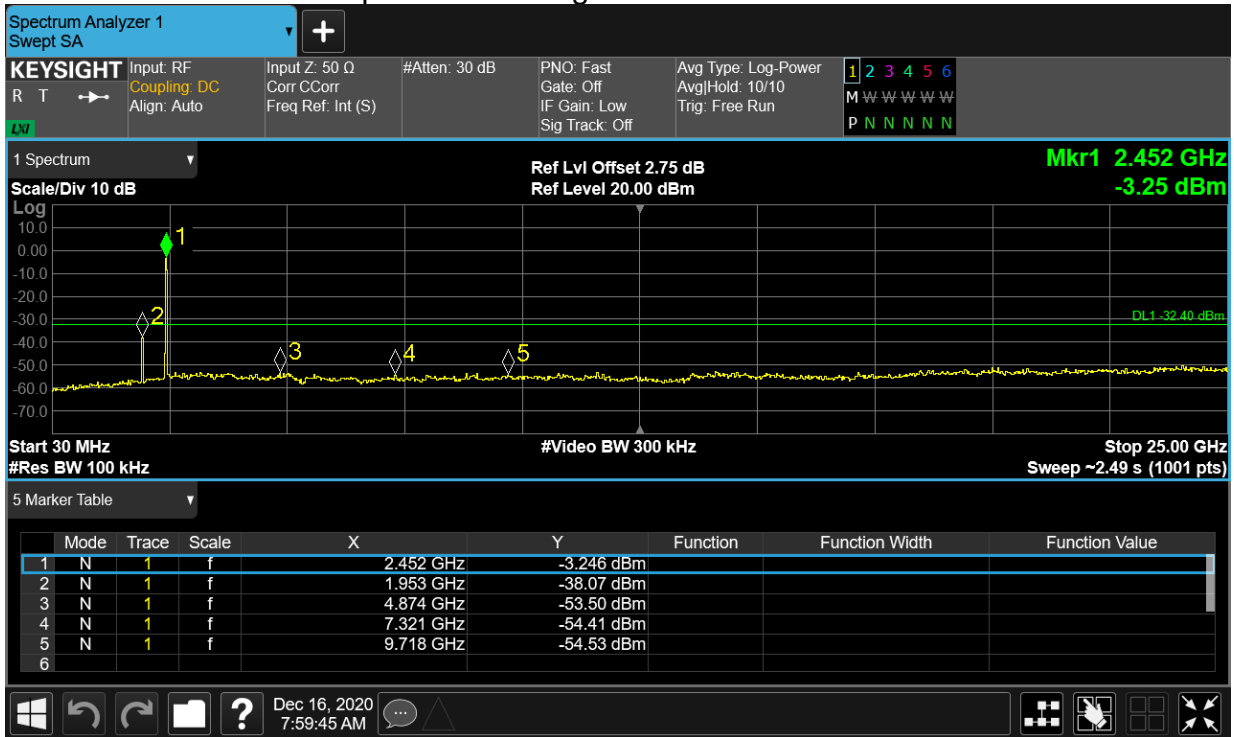 Spectrum Analyzer 1
Swept SA
+
KEYSIGHT Input: RF Input Z: 50 Ω #Atten: 30 dB PNO: Fast Avg Type: Log-Power 1 2 3 4 5 6
R T Coupling: DC Corr CCorr Gate: Off Avg|Hold: 10/10 M W W W W W
Align: Auto Freq Ref: Int (S) IF Gain: Low Trig: Free Run
LXI Sig Track: Off P N N N N N
1 Spectrum Ref Lvl Offset 2.75 dB Mkr1 2.452 GHz
Scale/Div 10 dB Ref Level 20.00 dBm -3.25 dBm
Log
10.0
1
0.00
-10.0
-20.0
2
-30.0 DL1 -32.40 dBm
-40.0
3 4 5
-50.0
-60.0
-70.0
Start 30 MHz #Video BW 300 kHz Stop 25.00 GHz
#Res BW 100 kHz Sweep ~2.49 s (1001 pts)
5 Marker Table
Mode Trace Scale X Y Function Function Width Function Value
1 N 1 f 2.452 GHz -3.246 dBm
2 N 1 f 1.953 GHz -38.07 dBm
3 N 1 f 4.874 GHz -53.50 dBm
4 N 1 f 7.321 GHz -54.41 dBm
5 N 1 f 9.718 GHz -54.53 dBm
6
? Dec 16, 2020
7:59:45 AM